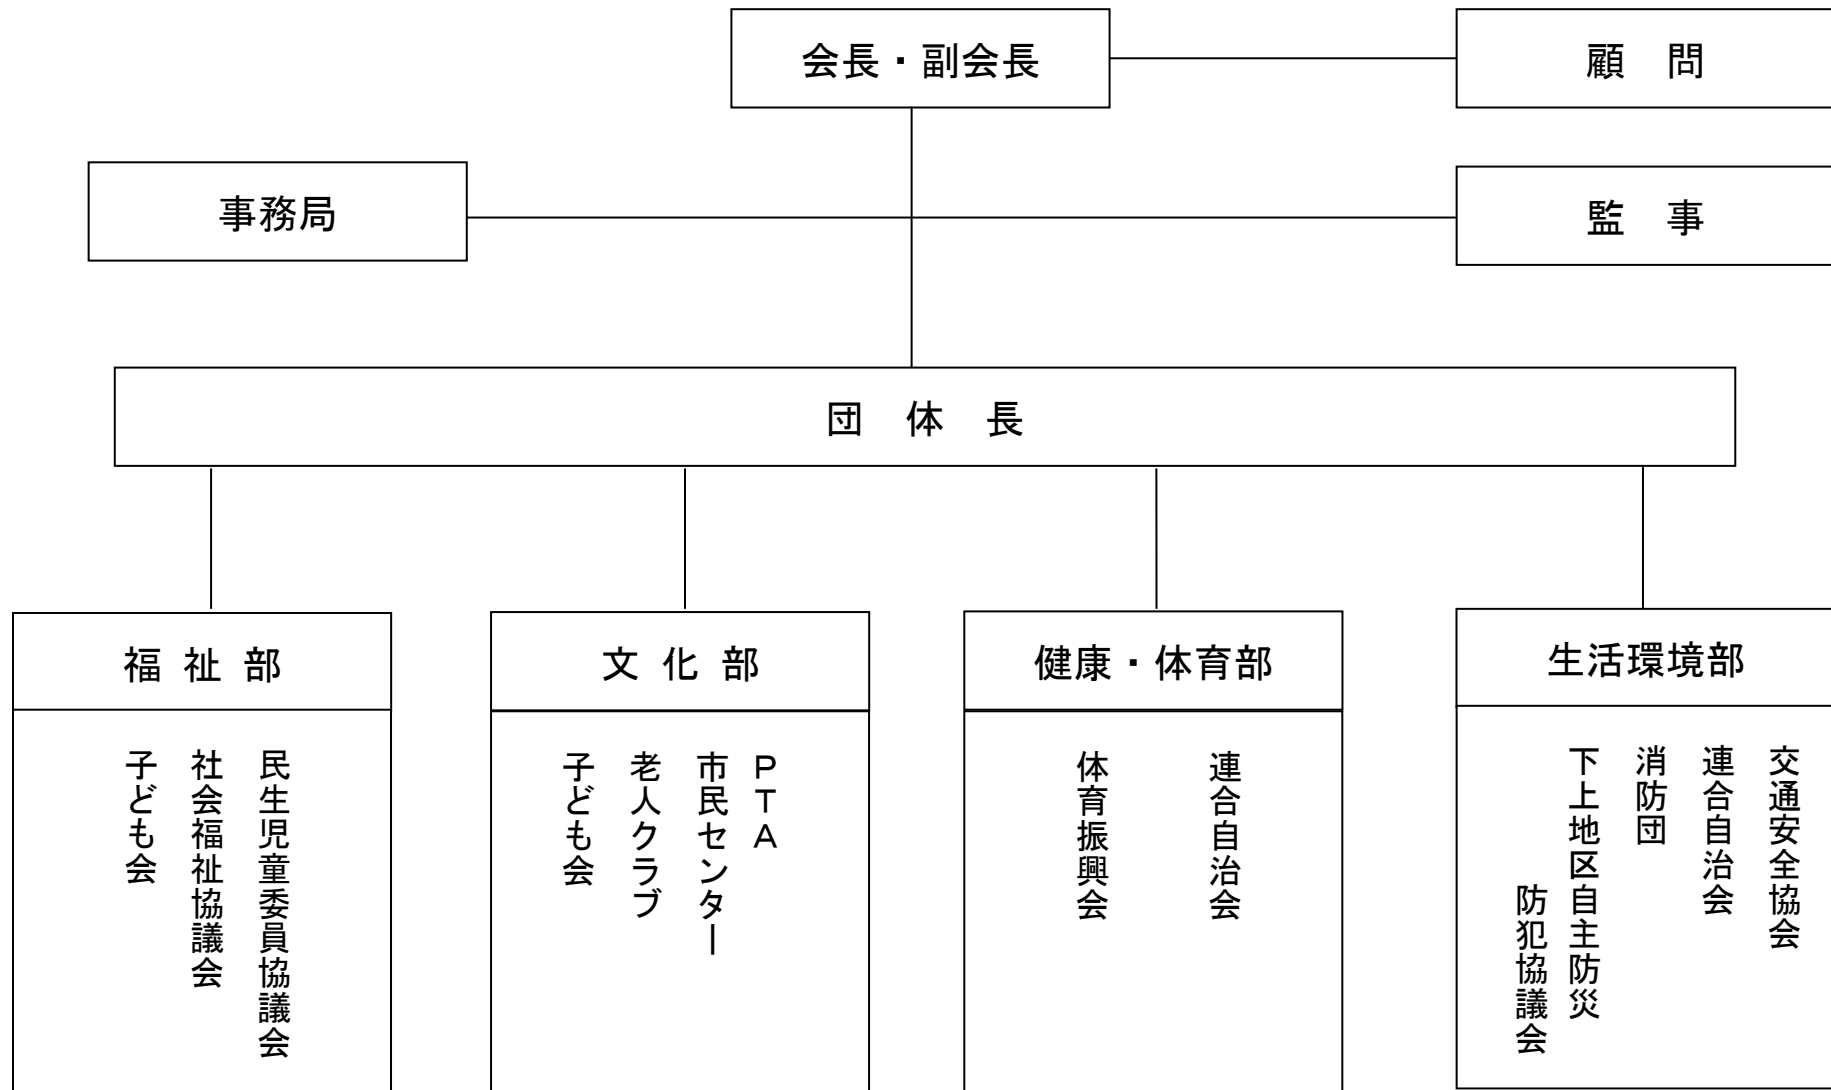 会長・副会長
顧　問
事務局
監　事
団　体　長
福 祉 部
民生児童委員協議会
社会福祉協議会
子ども会
文 化 部
ＰＴＡ
市民センター
老人クラブ
子ども会
健康・体育部
連合自治会
体育振興会
生活環境部
交通安全協会
連合自治会
消防団
下上地区自主防災
防犯協議会